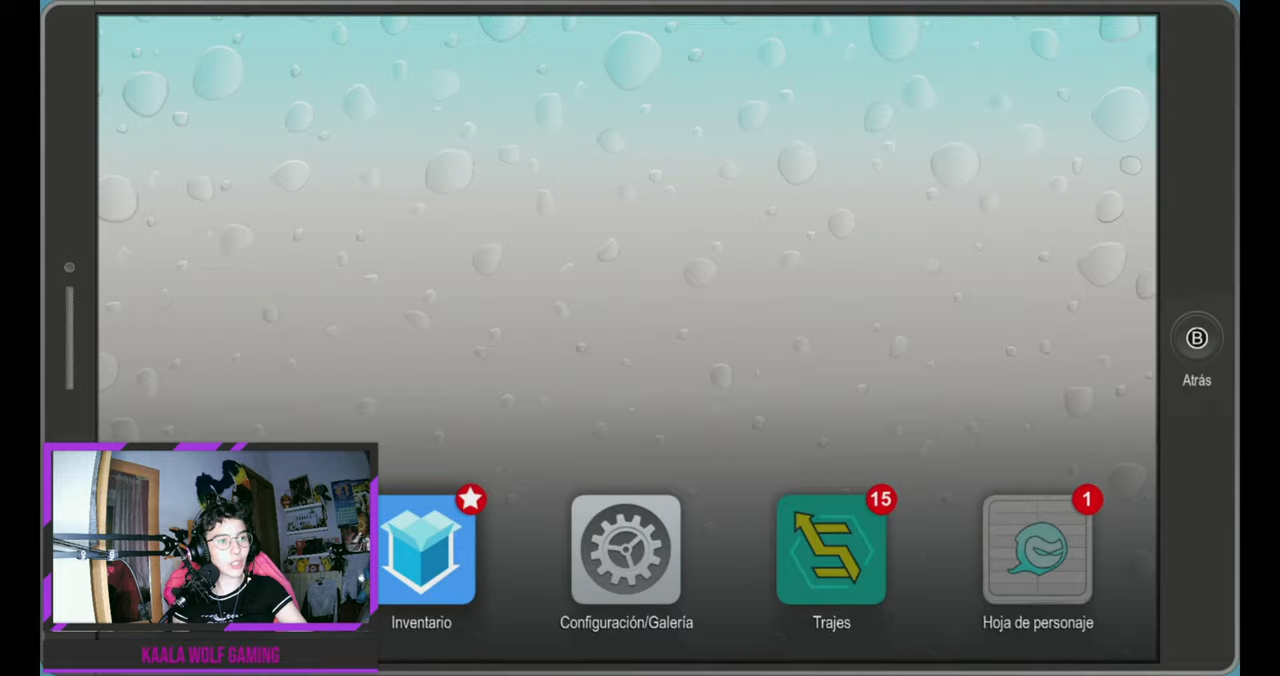 B
Atrás
15
1
Inventario
Configuración/Galería
Trajes
Hoja de personaje
KAALA WOLF GAMING